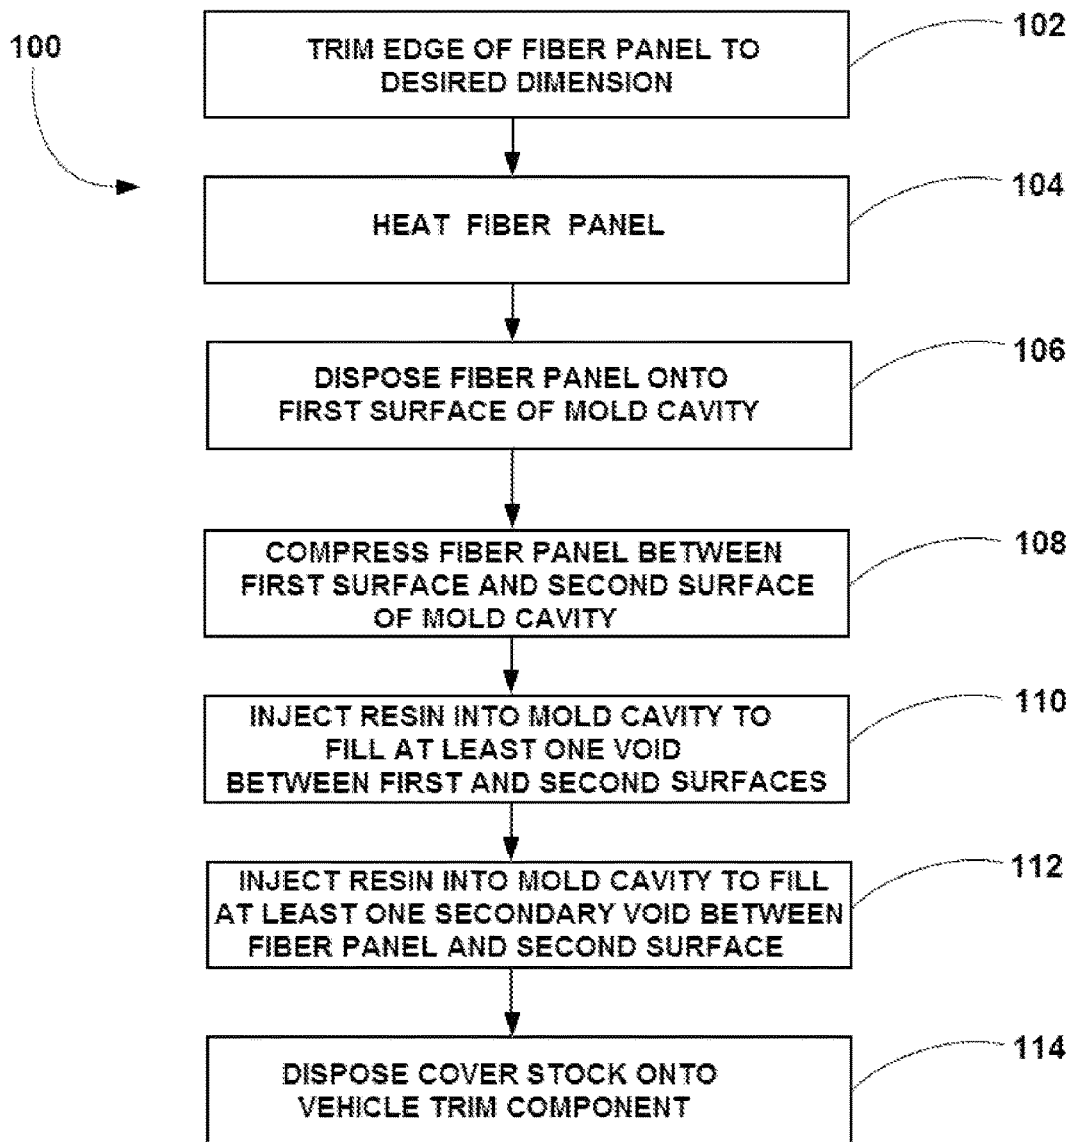 100
TRIM EDGE OF FIBER PANEL TO
DESIRED DIMENSION
102
HEAT FIBER PANEL
104
DISPOSE FIBER PANEL ONTO
FIRST SURFACE OF MOLD CAVITY
106
COMPRESS FIBER PANEL BETWEEN
FIRST SURFACE AND SECOND SURFACE
OF MOLD CAVITY
108
INJECT RESIN INTO MOLD CAVITY TO
FILL AT LEAST ONE VOID
BETWEEN FIRST AND SECOND SURFACES
110
INJECT RESIN INTO MOLD CAVITY TO FILL
AT LEAST ONE SECONDARY VOID BETWEEN
FIBER PANEL AND SECOND SURFACE
112
DISPOSE COVER STOCK ONTO
VEHICLE TRIM COMPONENT
114